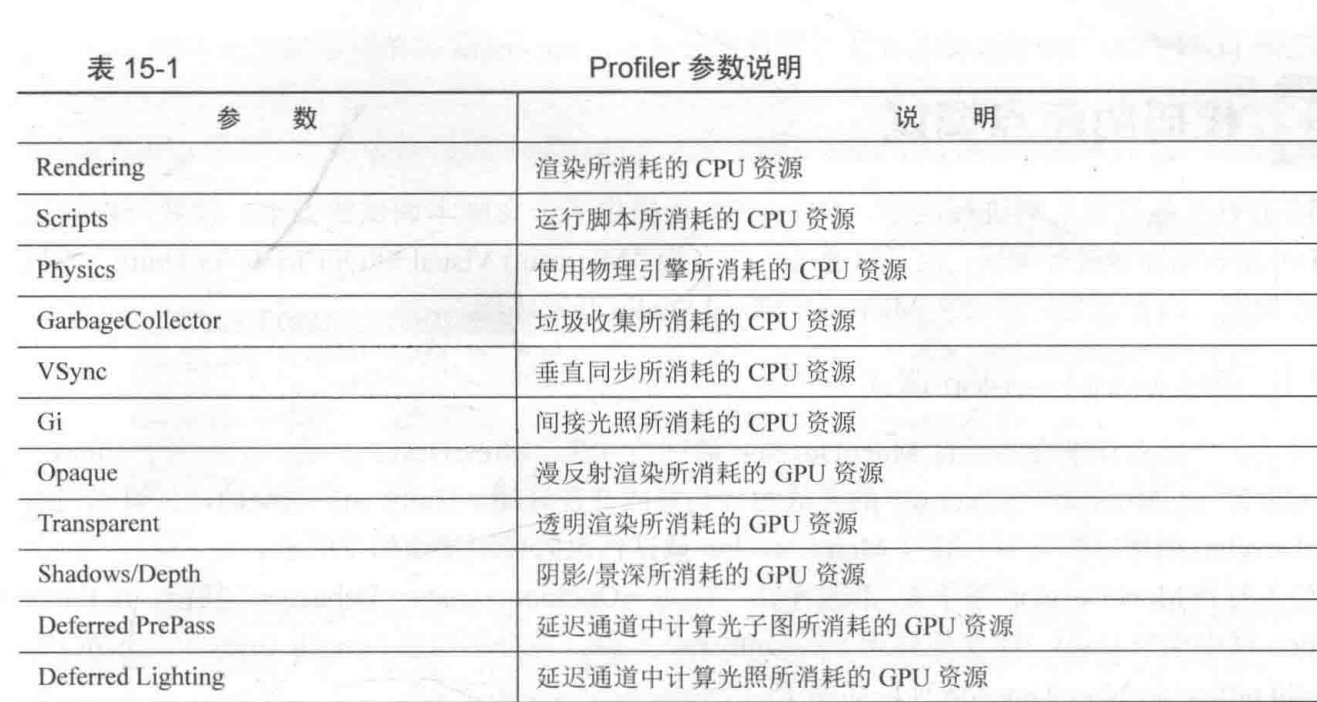 表 15-1 Profiler 参数说明
参 数 说 明
Rendering 渲染所消耗的 CPU 资源
Scripts 运行脚本所消耗的 CPU 资源
Physics 使用物理引擎所消耗的 CPU 资源
GarbageCollector 垃圾收集所消耗的 CPU 资源
VSync 垂直同步所消耗的 CPU 资源
Gi 间接光照所消耗的 CPU 资源
Opaque 漫反射渲染所消耗的 GPU 资源
Transparent 透明渲染所消耗的 GPU 资源
Shadows/Depth 阴影/景深所消耗的 GPU 资源
Deferred PrePass 延迟通道中计算光子图所消耗的 GPU 资源
Deferred Lighting 延迟通道中计算光照所消耗的 GPU 资源